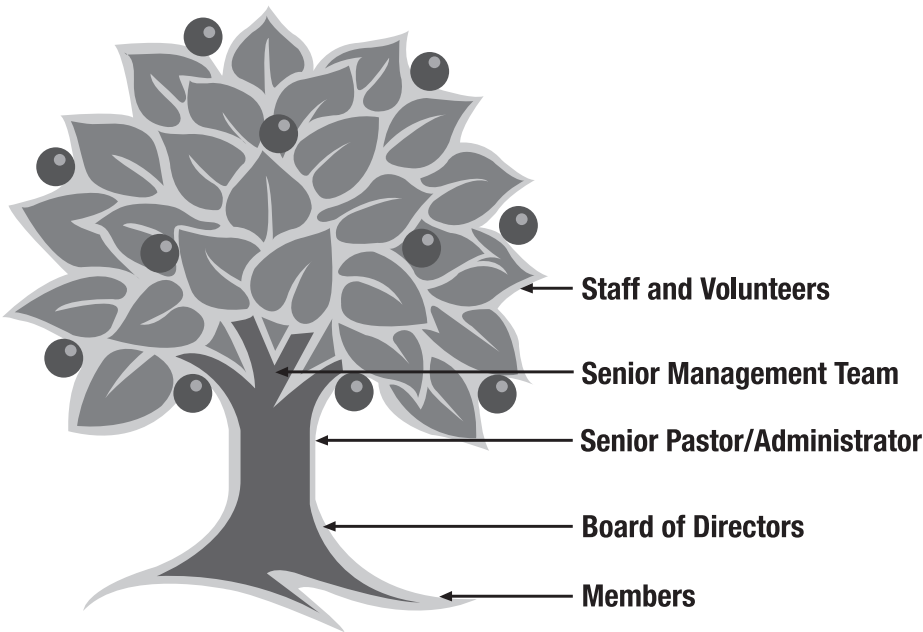 Staff and Volunteers
Senior Management Team
Senior Pastor/Administrator
Board of Directors
Members